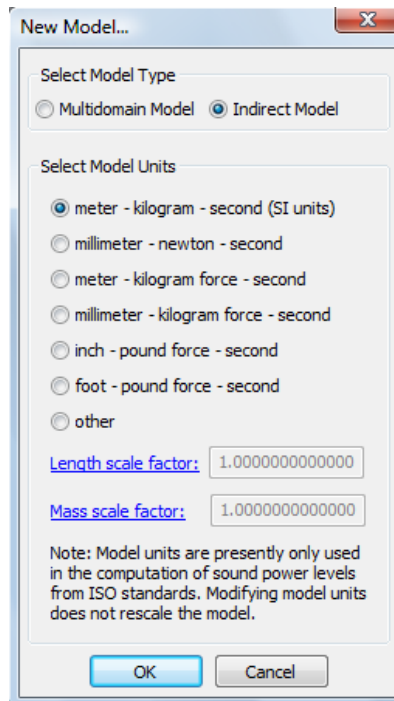 New Model...
Select Model Type
Multidomain Model Indirect Model
Select Model Units
meter - kilogram - second (SI units)
millimeter - newton - second
meter - kilogram force - second
millimeter - kilogram force - second
inch - pound force - second
foot - pound force - second
other
Length scale factor: 1.0000000000000
Mass scale factor: 1.0000000000000
Note: Model units are presently only used
in the computation of sound power levels
from ISO standards. Modifying model units
does not rescale the model.
OK Cancel